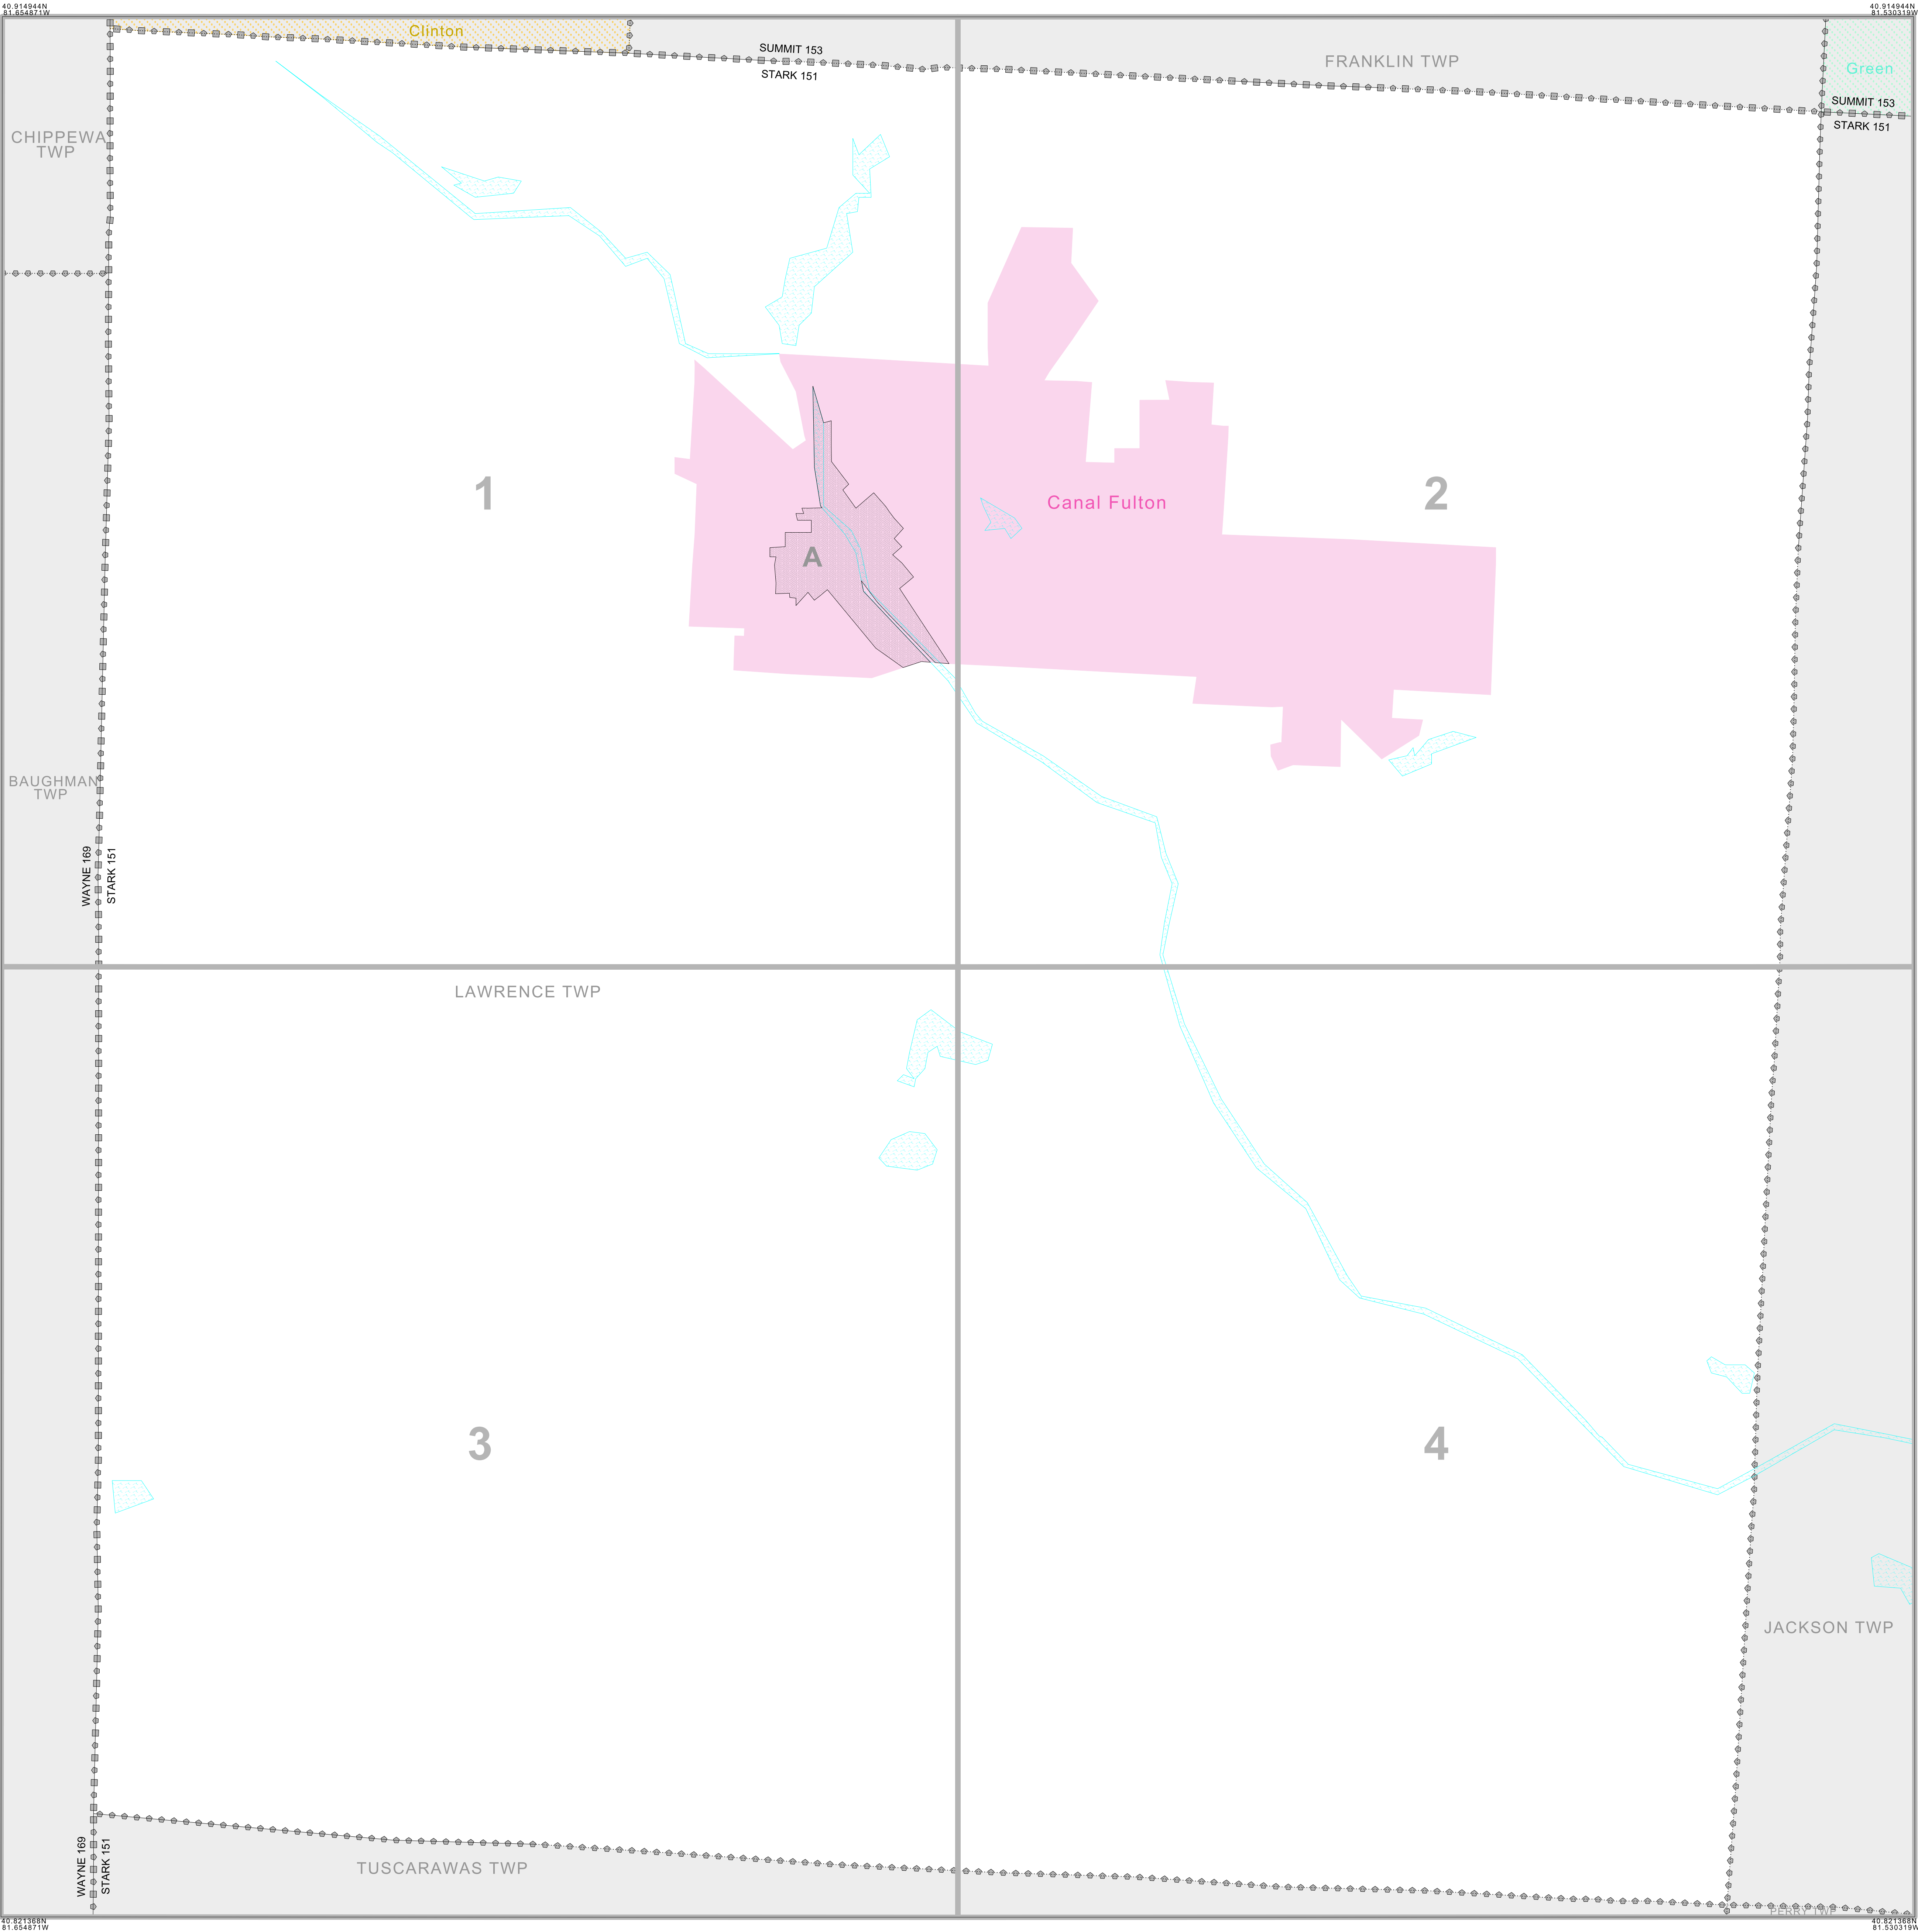 40.914944N
81.654871W
40.914944N
81.530319W
Clinton
SUMMIT 153
STARK 151
FRANKLIN TWP
Green
SUMMIT 153
STARK 151
CHIPPEWA
TWP
1
2
Canal Fulton
A
BAUGHMAN
TWP
WAYNE 169
STARK 151
LAWRENCE TWP
3
4
JACKSON TWP
WAYNE 169
STARK 151
TUSCARAWAS TWP
PERRY TWP
40.821368N
81.654871W
40.821368N
81.530319W